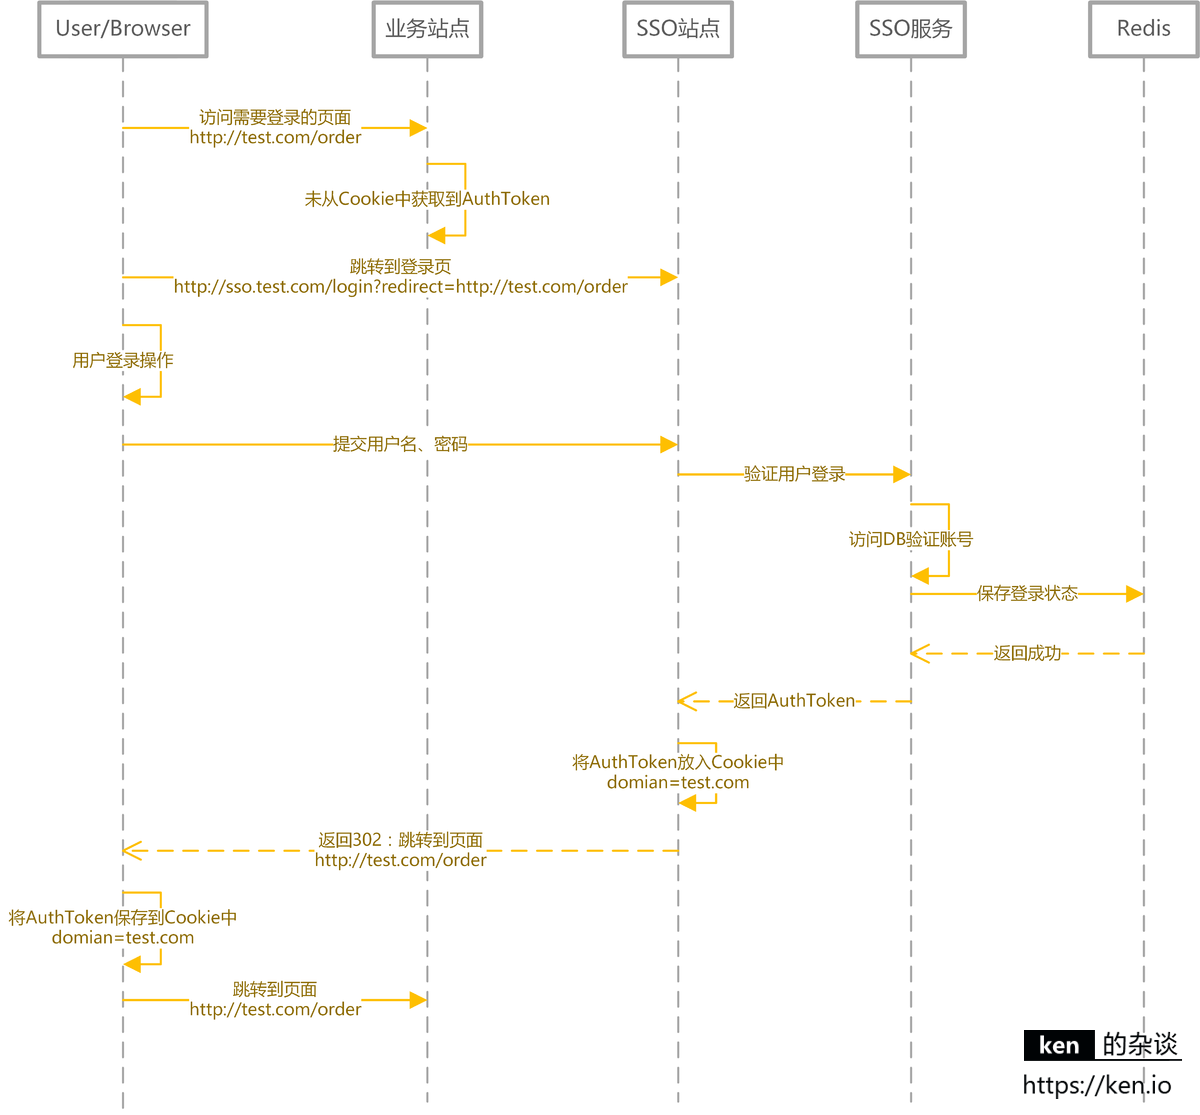 User/Browser
业务站点
SSO站点
SSO服务
Redis
访问需要登录的页面
http://test.com/order
未从Cookie中获取到AuthToken
跳转到登录页
http://sso.test.com/login?redirect=http://test.com/order
用户登录操作
提交用户名、密码
验证用户登录
访问DB验证账号
保存登录状态
返回成功
返回AuthToken
将AuthToken放入Cookie中
domian=test.com
返回302：跳转到页面
http://test.com/order
将AuthToken保存到Cookie中
domian=test.com
跳转到页面
http://test.com/order
ken 的杂谈
https://ken.io